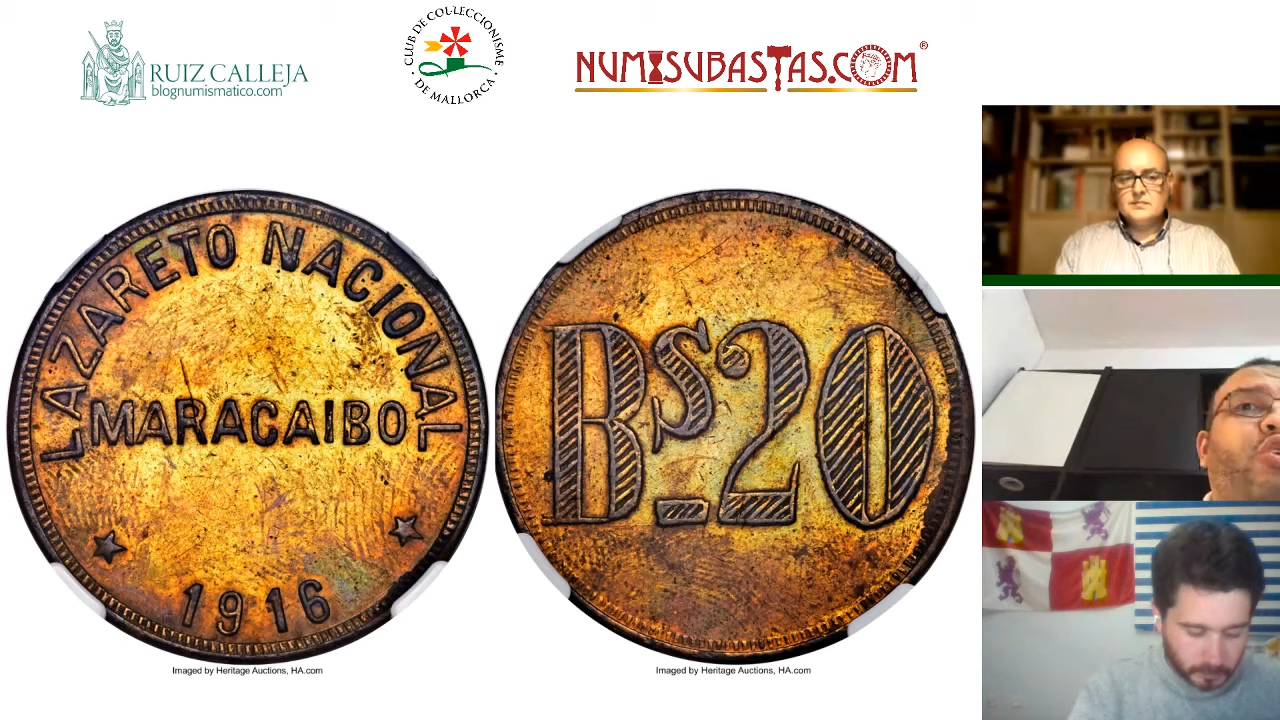 RUIZ CALLEJA
blognumismatico.com
CLUB DE COL·LECCIONISME
· DE MALLORCA ·
NUMISUBASTAS.COM®
LAZARETO NACIONAL
MARACAIBO
1916
Bs 20
Imaged by Heritage Auctions, HA.com
Imaged by Heritage Auctions, HA.com